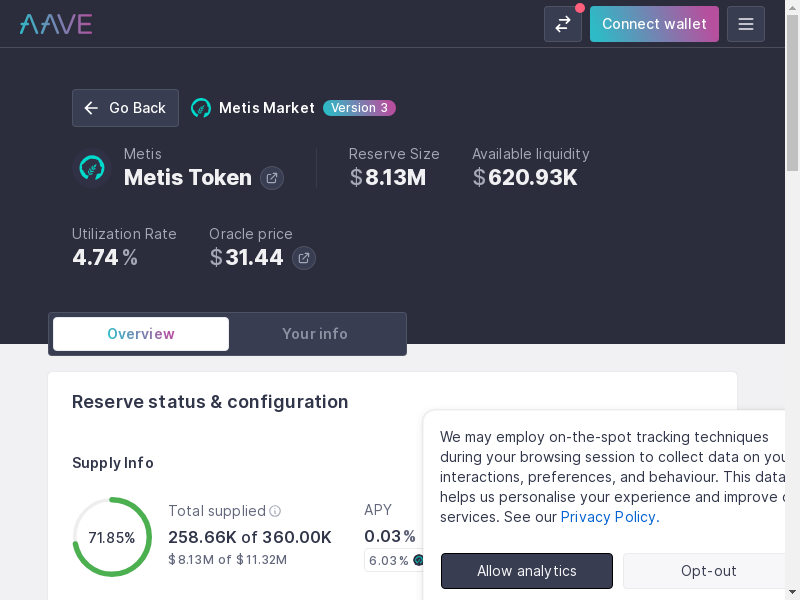 AAVE
Connect wallet
Go Back
Metis Market
Version 3
Metis
Metis Token
Reserve Size
$8.13M
Available liquidity
$620.93K
Utilization Rate
4.74%
Oracle price
$31.44
Overview
Your info
Reserve status & configuration
Supply Info
71.85%
Total supplied
258.66K of 360.00K
$8.13M of $11.32M
APY
0.03%
6.03%
We may employ on-the-spot tracking techniques
during your browsing session to collect data on you
interactions, preferences, and behaviour. This data
helps us personalise your experience and improve o
services. See our Privacy Policy.
Allow analytics
Opt-out